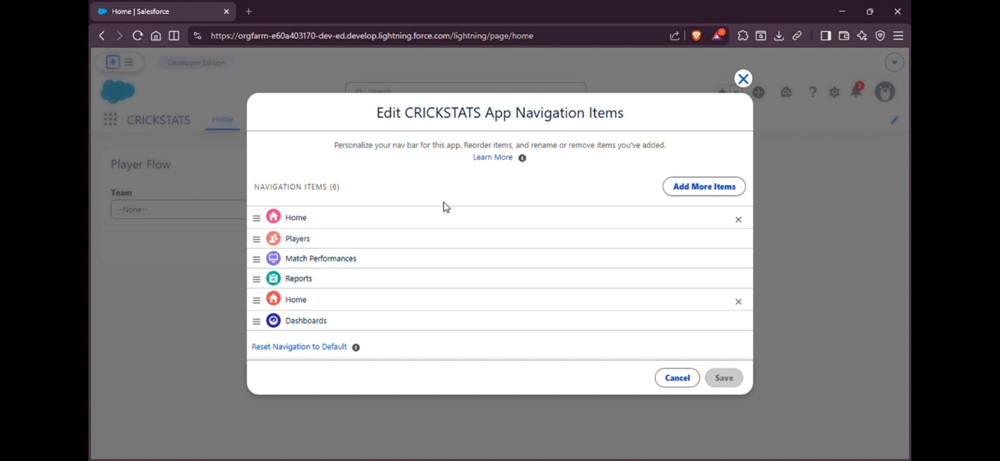 Home | Salesforce
https://orgfarm-e60a403170-dev-ed.develop.lightning.force.com/lightning/page/home
1
Developer Edition
Search
2
CRICKSTATS
Home
Player Flow
Team
--None--
Edit CRICKSTATS App Navigation Items
Personalize your nav bar for this app. Reorder items, and rename or remove items you've added.
Learn More
NAVIGATION ITEMS (6)
Add More Items
Home
Players
Match Performances
Reports
Home
Dashboards
Reset Navigation to Default
Cancel
Save